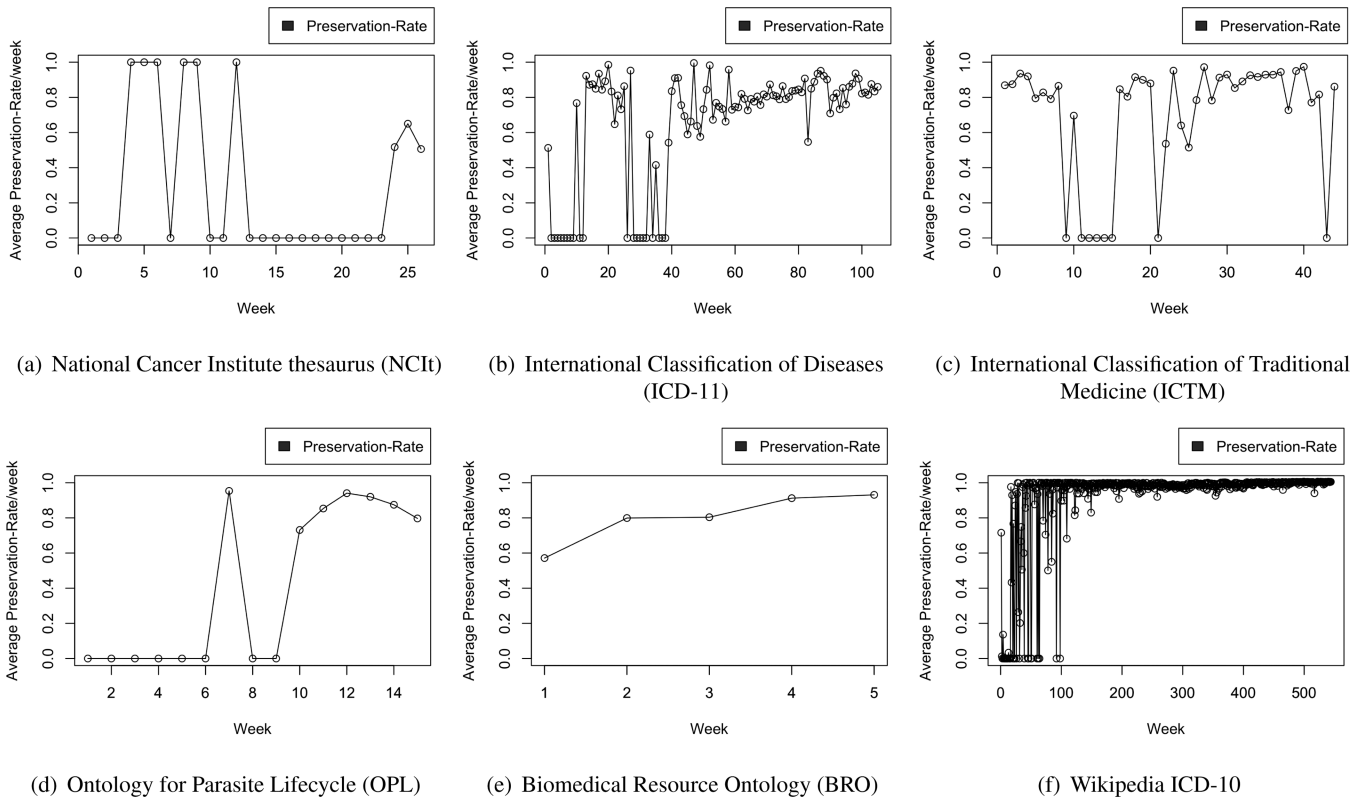 Preservation-Rate
Average Preservation-Rate/week
0.0 0.2 0.4 0.6 0.8 1.0
0 5 10 15 20 25
Week
(a) National Cancer Institute thesaurus (NCIt)
Preservation-Rate
Average Preservation-Rate/week
0.0 0.2 0.4 0.6 0.8 1.0
0 20 40 60 80 100
Week
(b) International Classification of Diseases
(ICD-11)
Preservation-Rate
Average Preservation-Rate/week
0.0 0.2 0.4 0.6 0.8 1.0
0 10 20 30 40
Week
(c) International Classification of Traditional
Medicine (ICTM)
Preservation-Rate
Average Preservation-Rate/week
0.0 0.2 0.4 0.6 0.8 1.0
2 4 6 8 10 12 14
Week
(d) Ontology for Parasite Lifecycle (OPL)
Preservation-Rate
Average Preservation-Rate/week
0.0 0.2 0.4 0.6 0.8 1.0
1 2 3 4 5
Week
(e) Biomedical Resource Ontology (BRO)
Preservation-Rate
Average Preservation-Rate/week
0.0 0.2 0.4 0.6 0.8 1.0
0 100 200 300 400 500
Week
(f) Wikipedia ICD-10